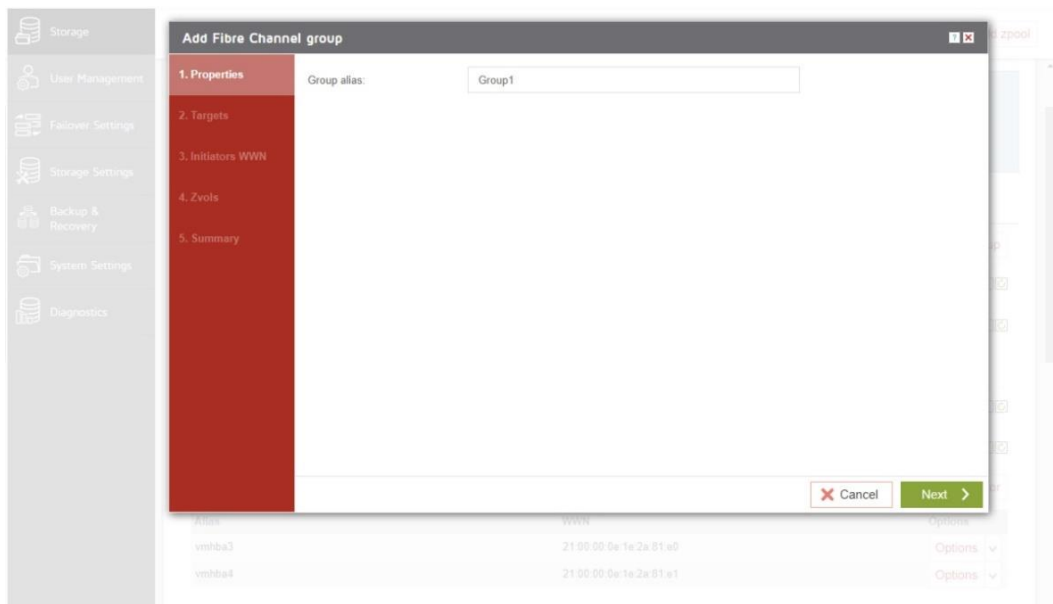 Storage
User Management
Failover Settings
Storage Settings
Backup &
Recovery
System Settings
Diagnostics
Add Fibre Channel group
1. Properties
2. Targets
3. Initiators WWN
4. Zvols
5. Summary
Group alias:
Group1
Cancel
Next
zpool
Alias WWN Options
vmhba3 21:00:00:0e:1e:2a:81:e0 Options
vmhba4 21:00:00:0e:1e:2a:81:e1 Options